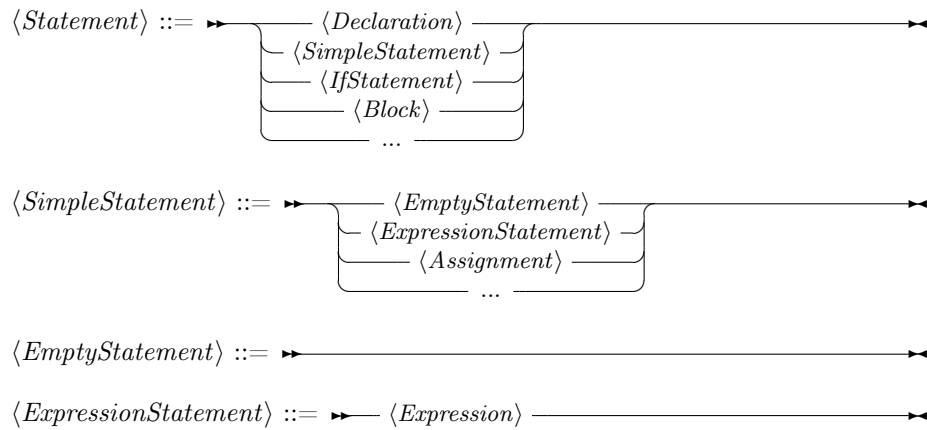 ⟨Statement⟩ ::= ⟨Declaration⟩
⟨SimpleStatement⟩
⟨IfStatement⟩
⟨Block⟩
...
⟨SimpleStatement⟩ ::= ⟨EmptyStatement⟩
⟨ExpressionStatement⟩
⟨Assignment⟩
...
⟨EmptyStatement⟩ ::=
⟨ExpressionStatement⟩ ::= ⟨Expression⟩